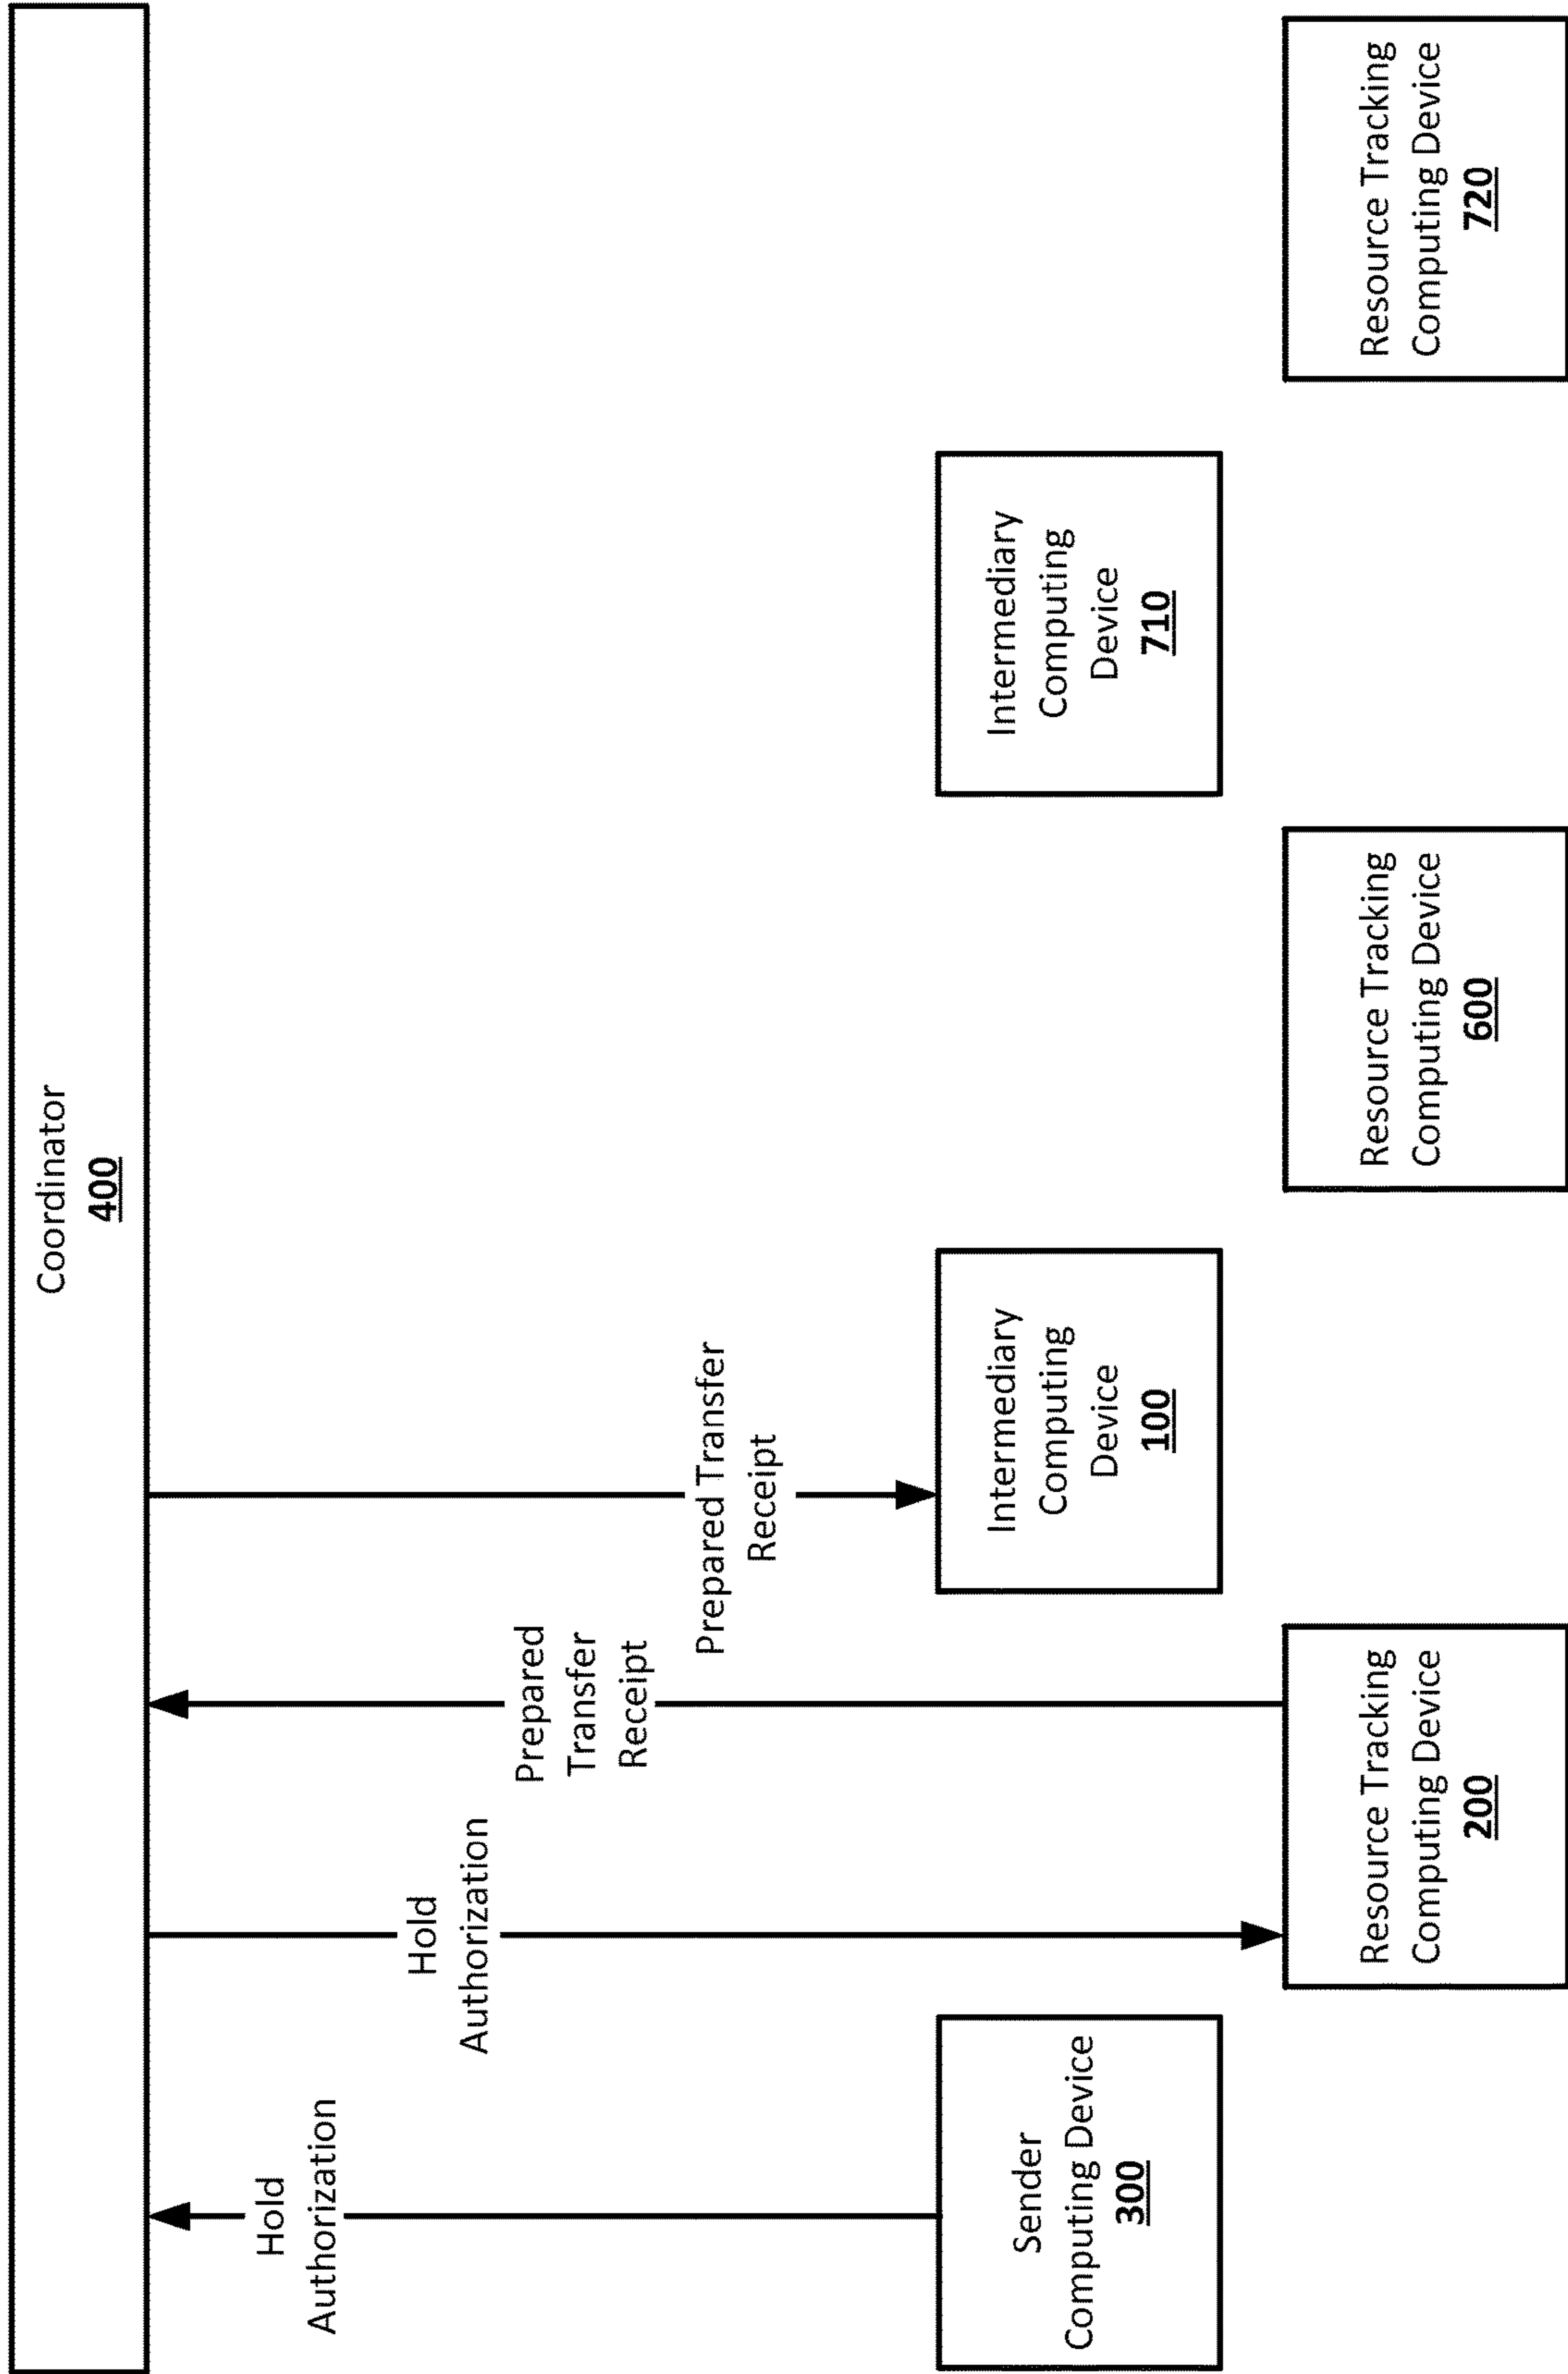 Coordinator
400
Hold
Authorization
Hold
Authorization
Prepared
Transfer
Receipt
Prepared Transfer
Receipt
Sender
Computing Device
300
Intermediary
Computing
Device
100
Intermediary
Computing
Device
710
Resource Tracking
Computing Device
200
Resource Tracking
Computing Device
600
Resource Tracking
Computing Device
720